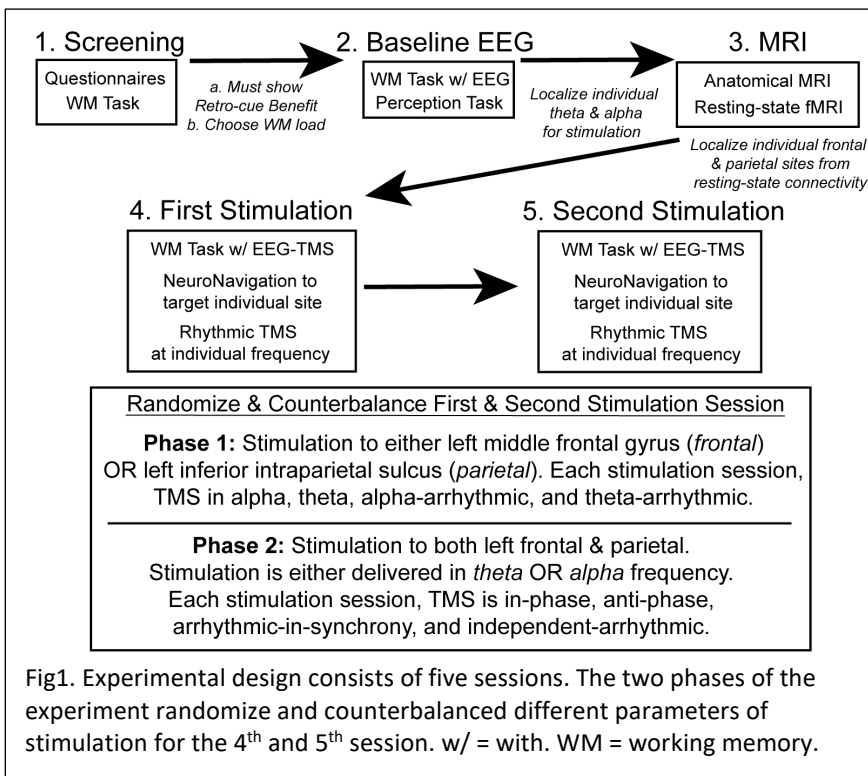 1. Screening
Questionnaires
WM Task
a. Must show
Retro-cue Benefit
b. Choose WM load
2. Baseline EEG
WM Task w/ EEG
Perception Task
Localize individual
theta & alpha
for stimulation
3. MRI
Anatomical MRI
Resting-state fMRI
Localize individual frontal
& parietal sites from
resting-state connectivity
4. First Stimulation
WM Task w/ EEG-TMS
NeuroNavigation to
target individual site
Rhythmic TMS
at individual frequency
5. Second Stimulation
WM Task w/ EEG-TMS
NeuroNavigation to
target individual site
Rhythmic TMS
at individual frequency
Randomize & Counterbalance First & Second Stimulation Session
Phase 1: Stimulation to either left middle frontal gyrus (frontal)
OR left inferior intraparietal sulcus (parietal). Each stimulation session,
TMS in alpha, theta, alpha-arrhythmic, and theta-arrhythmic.
Phase 2: Stimulation to both left frontal & parietal.
Stimulation is either delivered in theta OR alpha frequency.
Each stimulation session, TMS is in-phase, anti-phase,
arrhythmic-in-synchrony, and independent-arrhythmic.
Fig1. Experimental design consists of five sessions. The two phases of the
experiment randomize and counterbalanced different parameters of
stimulation for the 4th and 5th session. w/ = with. WM = working memory.